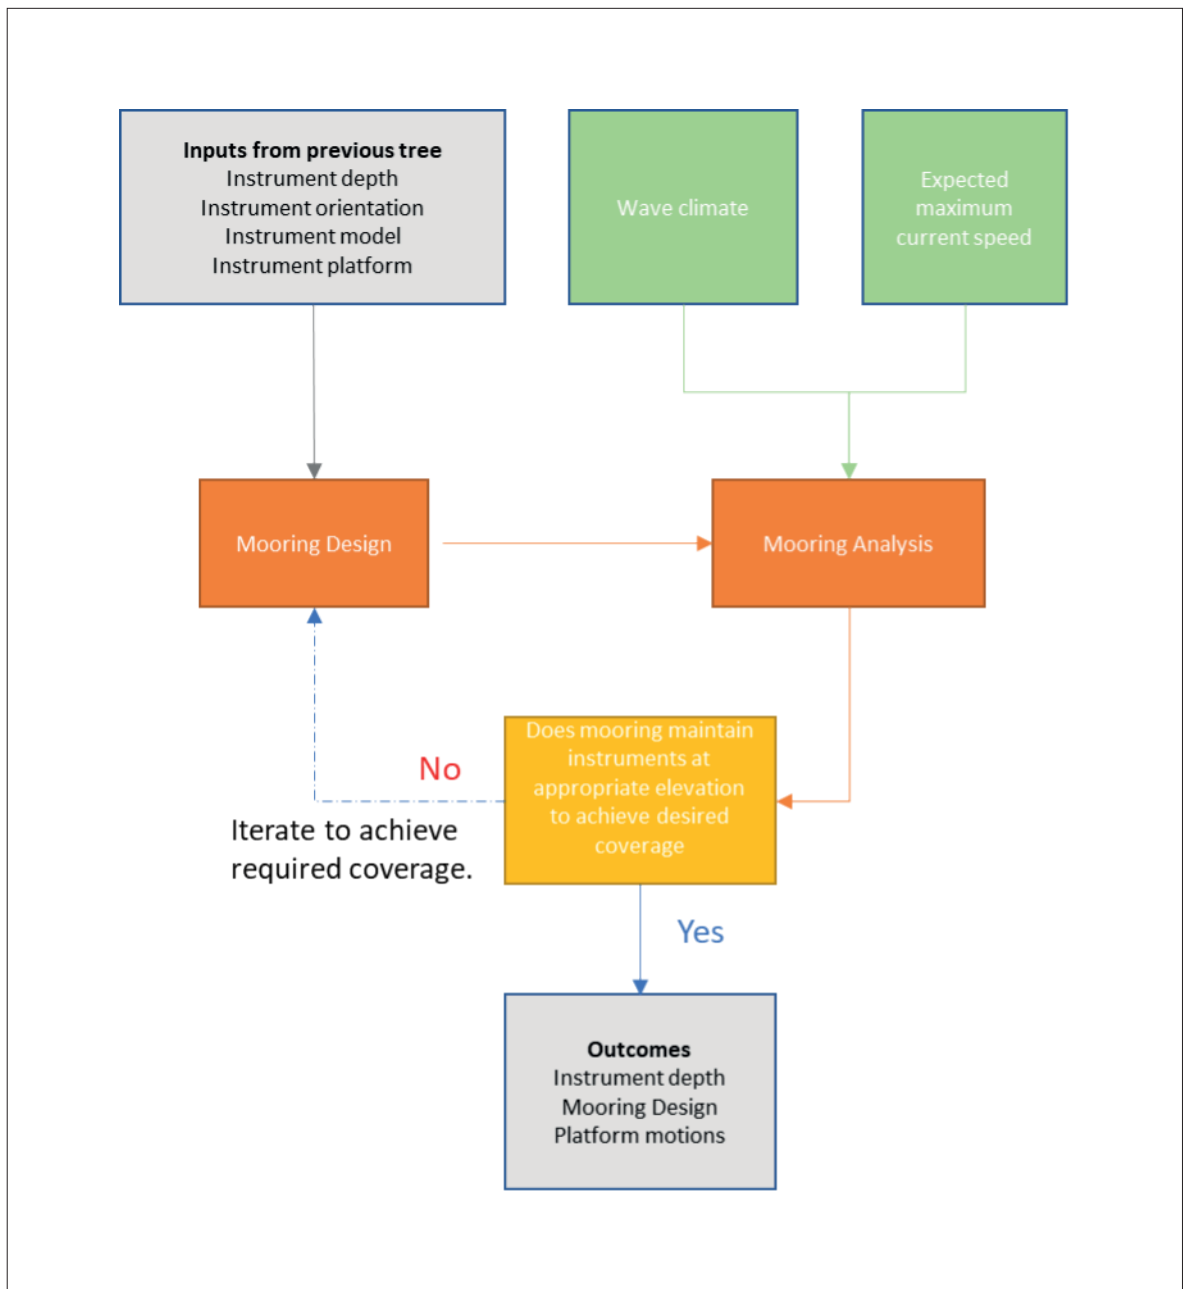 Inputs from previous tree
Instrument depth
Instrument orientation
Instrument model
Instrument platform
Wave climate
Expected
maximum
current speed
Mooring Design
Mooring Analysis
Does mooring maintain
instruments at
appropriate elevation
to achieve desired
coverage
No
Iterate to achieve
required coverage.
Yes
Outcomes
Instrument depth
Mooring Design
Platform motions